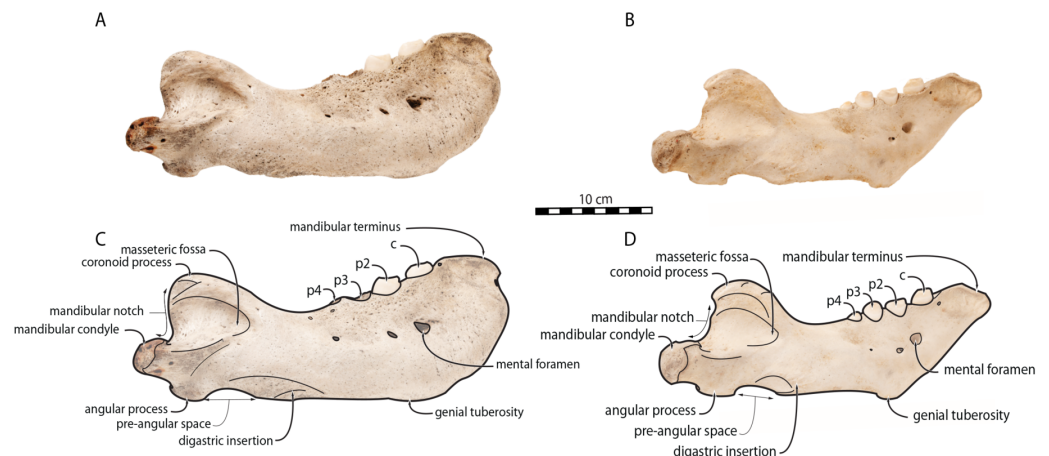 A
B
10 cm
C
mandibular terminus
masseteric fossa
coronoid process
c
p2
p3
p4
mandibular notch
mandibular condyle
mental foramen
angular process
genial tuberosity
pre-angular space
digastric insertion
D
mandibular terminus
masseteric fossa
coronoid process
c
p2
p3
p4
mandibular notch
mandibular condyle
mental foramen
angular process
genial tuberosity
pre-angular space
digastric insertion